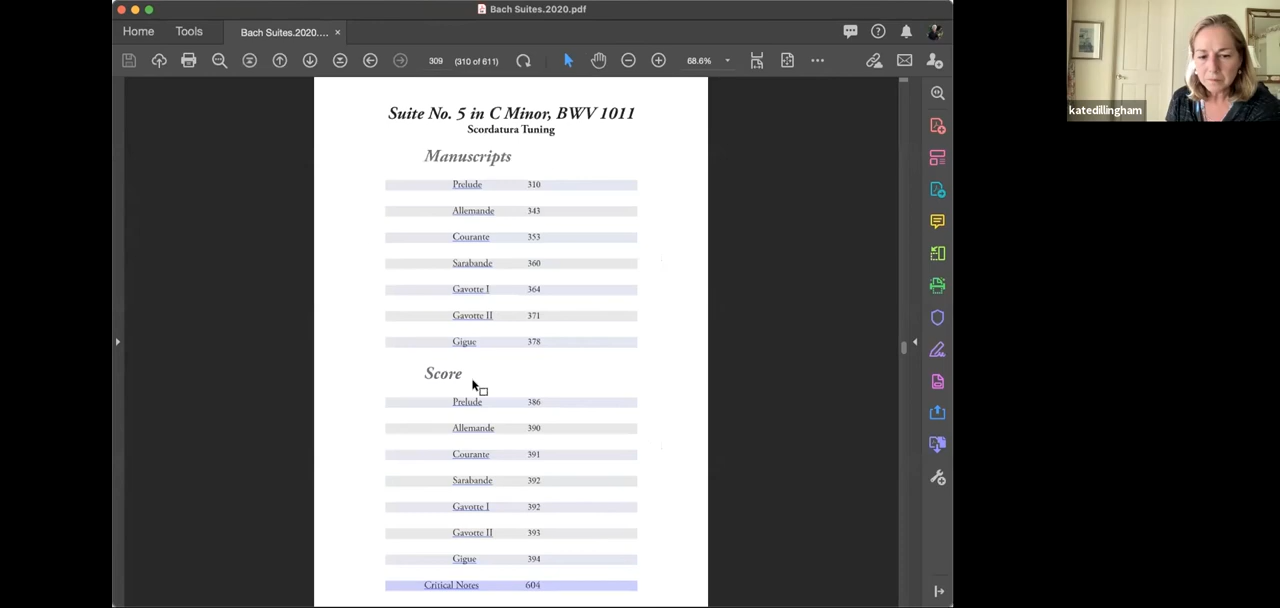 Bach Suites.2020.pdf
Home
Tools
Bach Suites.2020....
×
309
(310 of 611)
68.6%
katedillingham
Suite No. 5 in C Minor, BWV 1011
Scordatura Tuning
Manuscripts
Prelude 310
Allemande 343
Courante 353
Sarabande 360
Gavotte I 364
Gavotte II 371
Gigue 378
Score
Prelude 386
Allemande 390
Courante 391
Sarabande 392
Gavotte I 392
Gavotte II 393
Gigue 394
Critical Notes 604